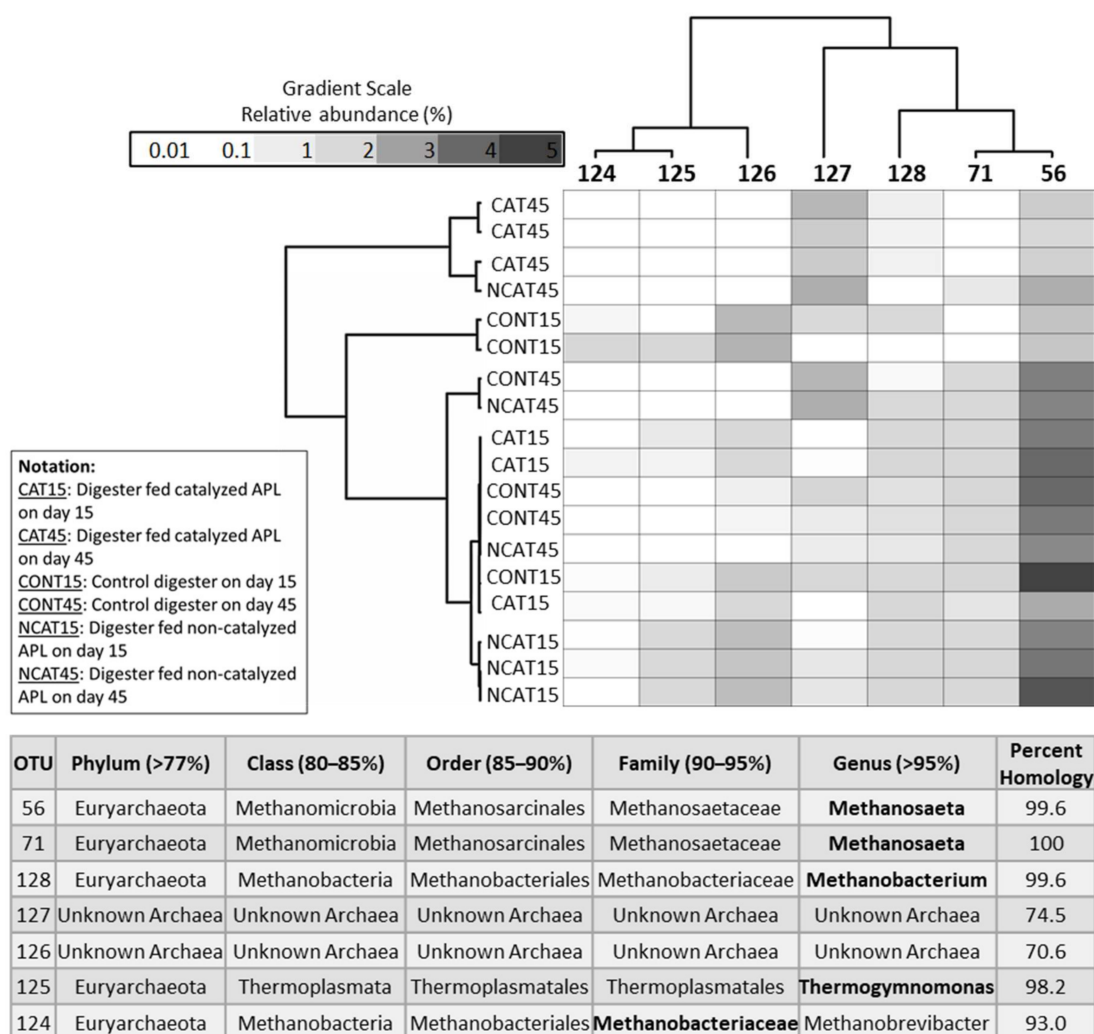 Gradient Scale
Relative abundance (%)
0.01 0.1 1 2 3 4 5
124 125 126 127 128 71 56
CAT45
CAT45
CAT45
NCAT45
CONT15
CONT15
CONT45
NCAT45
CAT15
CAT15
CONT45
CONT45
NCAT45
CONT15
CAT15
NCAT15
NCAT15
NCAT15
Notation:
CAT15: Digester fed catalyzed APL
on day 15
CAT45: Digester fed catalyzed APL
on day 45
CONT15: Control digester on day 15
CONT45: Control digester on day 45
NCAT15: Digester fed non-catalyzed
APL on day 15
NCAT45: Digester fed non-catalyzed
APL on day 45
OTU Phylum (>77%) Class (80–85%) Order (85–90%) Family (90–95%) Genus (>95%) Percent Homology
56 Euryarchaeota Methanomicrobia Methanosarcinales Methanosaetaceae Methanosaeta 99.6
71 Euryarchaeota Methanomicrobia Methanosarcinales Methanosaetaceae Methanosaeta 100
128 Euryarchaeota Methanobacteria Methanobacteriales Methanobacteriaceae Methanobacterium 99.6
127 Unknown Archaea Unknown Archaea Unknown Archaea Unknown Archaea Unknown Archaea 74.5
126 Unknown Archaea Unknown Archaea Unknown Archaea Unknown Archaea Unknown Archaea 70.6
125 Euryarchaeota Thermoplasmata Thermoplasmatales Thermoplasmatales Thermogymnomonas 98.2
124 Euryarchaeota Methanobacteria Methanobacteriales Methanobacteriaceae Methanobrevibacter 93.0